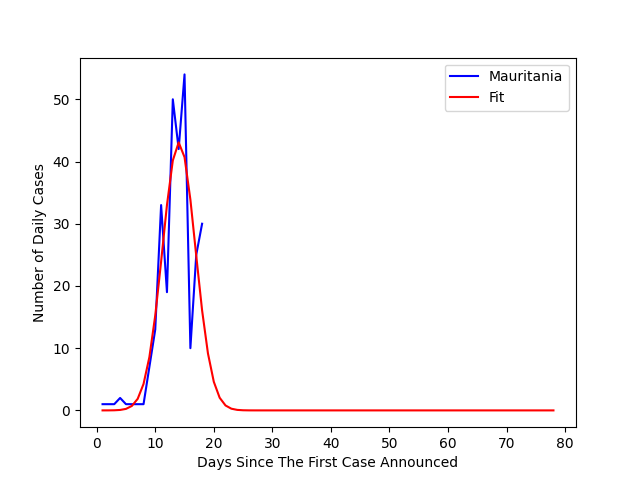 Mauritania
Fit
50
40
30
20
10
0
Number of Daily Cases
0 10 20 30 40 50 60 70 80
Days Since The First Case Announced